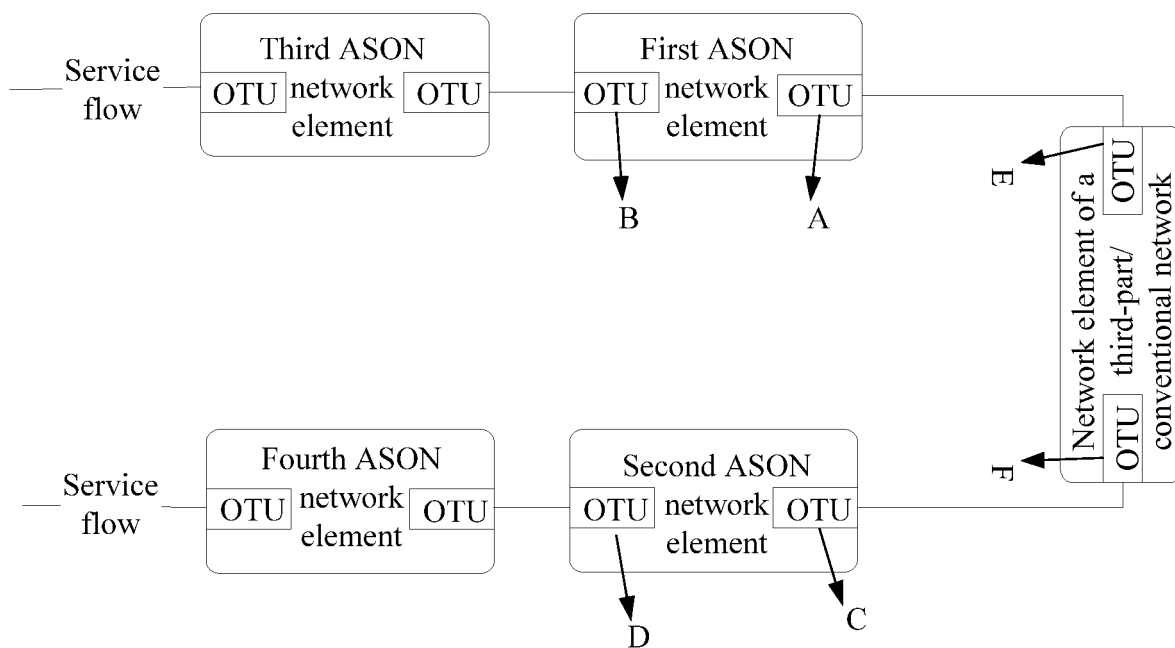 Service
flow
Third ASON
OTU network OTU
element
First ASON
OTU network OTU
element
B
A
E
OTU
Network element of a
third-part/
conventional network
OTU
F
Service
flow
Fourth ASON
OTU network OTU
element
Second ASON
OTU network OTU
element
D
C